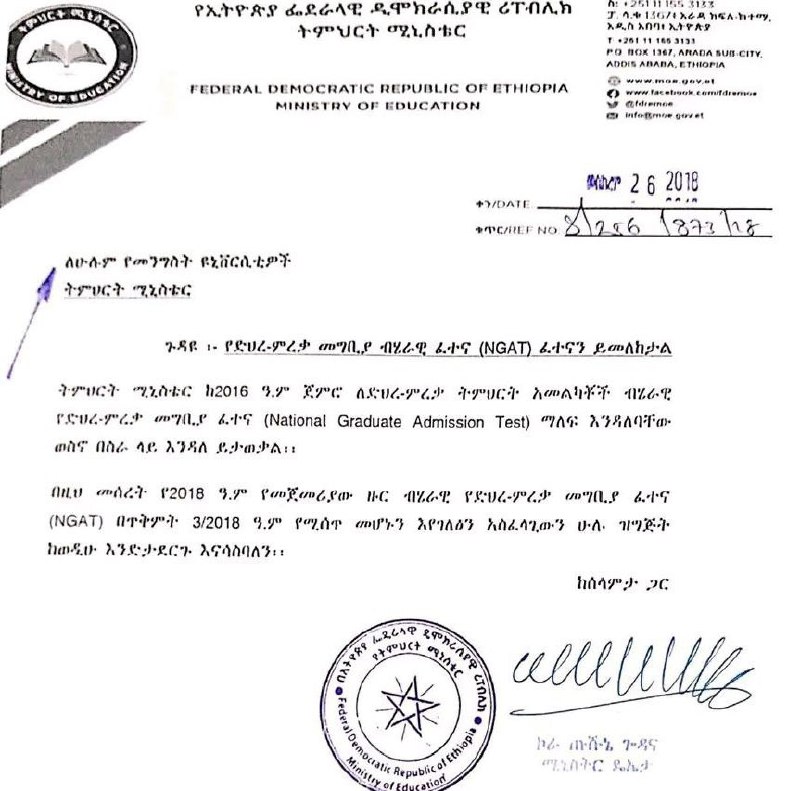 ትምህርት ሚኒስቴር
MINISTRY OF EDUCATION
የኢትዮጵያ ፌደራላዊ ዲሞክራሲያዊ ሪፐብሊክ
ትምህርት ሚኒስቴር
FEDERAL DEMOCRATIC REPUBLIC OF ETHIOPIA
MINISTRY OF EDUCATION
ስ: +251 11 155 3133
ፖ. ሳ.ቁ 1367፣ አራዳ ክፍለ-ከተማ,
አዲስ አበባ፣ ኢትዮጵያ
T +251 11 155 3133
P.O. BOX 1367, ARADA SUB-CITY,
ADDIS ABABA, ETHIOPIA
www.moe.gov.et
www.facebook.com/fdremoe
@fdremoe
info@moe.gov.et
26 2018
ቀን/DATE
ቁጥር/REF NO. 8/256/873/18
ለሁሉም የመንግስት ዩኒቨርሲቲዎች
ትምህርት ሚኒስቴር
ጉዳዩ ፡- የድህረ-ምረቃ መግቢያ ብሄራዊ ፈተና (NGAT) ፈተናን ይመለከታል
ትምህርት ሚኒስቴር ከ2016 ዓ.ም ጀምሮ ለድህረ-ምረቃ ትምህርት አመልካቾች ብሄራዊ
የድህረ-ምረቃ መግቢያ ፈተና (National Graduate Admission Test) ማለፍ እንዳለባቸው
ወስኖ በስራ ላይ እንዳለ ይታወቃል፡፡
በዚህ መሰረት የ2018 ዓ.ም የመጀመሪያው ዙር ብሄራዊ የድህረ-ምረቃ መግቢያ ፈተና
(NGAT) በጥቅምት 3/2018 ዓ.ም የሚሰጥ መሆኑን እየገለፅን አስፈላጊውን ሁሉ ዝግጅት
ከወዲሁ እንድታደርጉ እናሳስባለን፡፡
ከሰላምታ ጋር
በኢትዮጵያ ፌዴራላዊ ዲሞክራሲያዊ ሪፐብሊክ
የትምህርት ሚኒስቴር
Federal Democratic Republic of Ethiopia
Ministry of Education
ኮራ ጡሹኔ ጉዳና
ሚኒስትር ዴኤታ